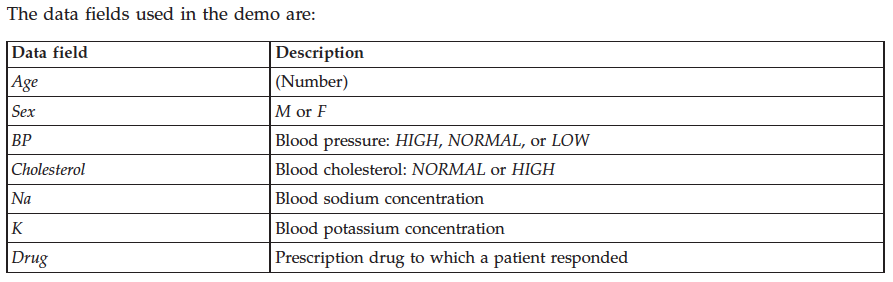 The data fields used in the demo are:
Data field Description
Age (Number)
Sex M or F
BP Blood pressure: HIGH, NORMAL, or LOW
Cholesterol Blood cholesterol: NORMAL or HIGH
Na Blood sodium concentration
K Blood potassium concentration
Drug Prescription drug to which a patient responded